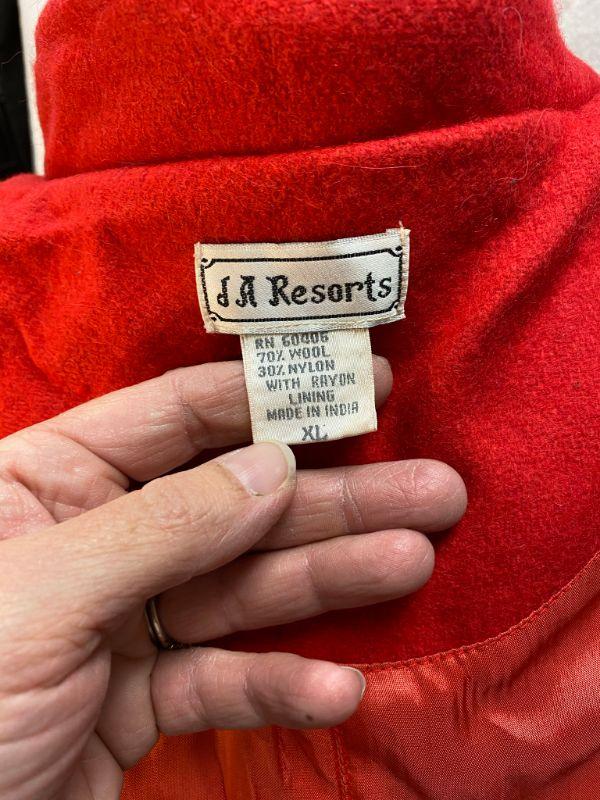 JA Resorts
RN 60406
70% WOOL
30% NYLON
WITH RAYON
LINING
MADE IN INDIA
XL